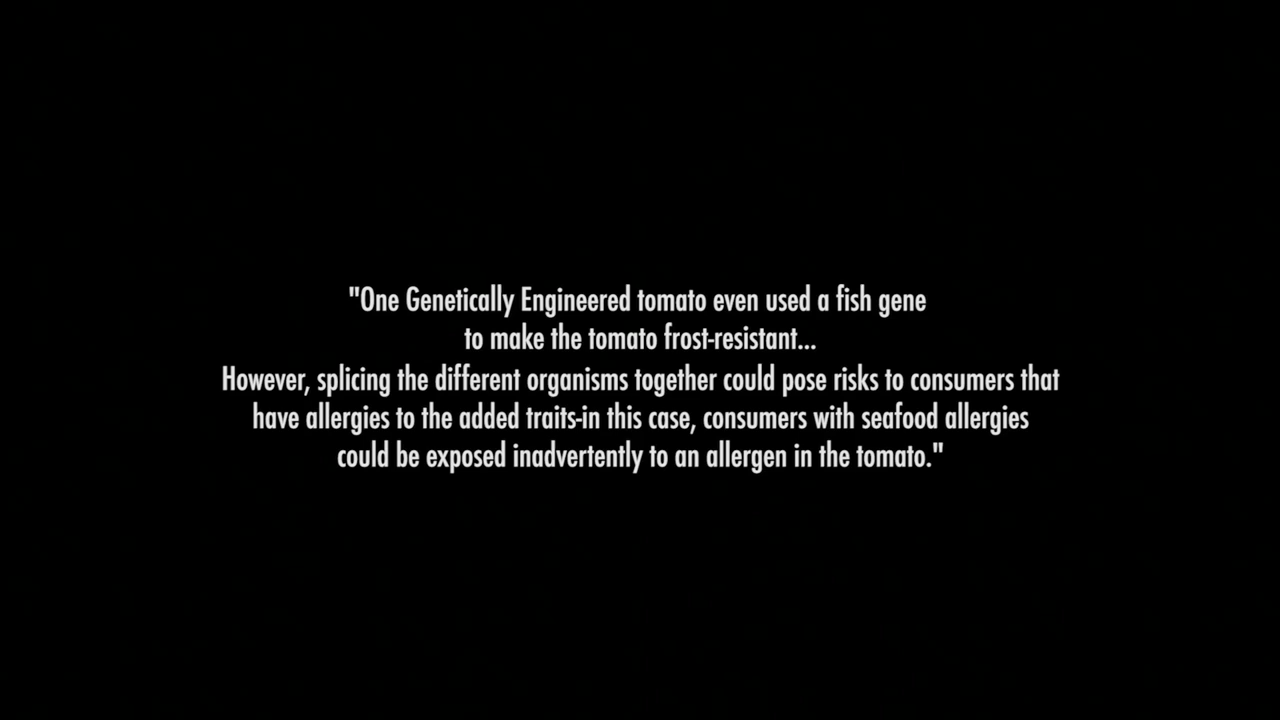 "One Genetically Engineered tomato even used a fish gene
to make the tomato frost-resistant...
However, splicing the different organisms together could pose risks to consumers that
have allergies to the added traits-in this case, consumers with seafood allergies
could be exposed inadvertently to an allergen in the tomato."